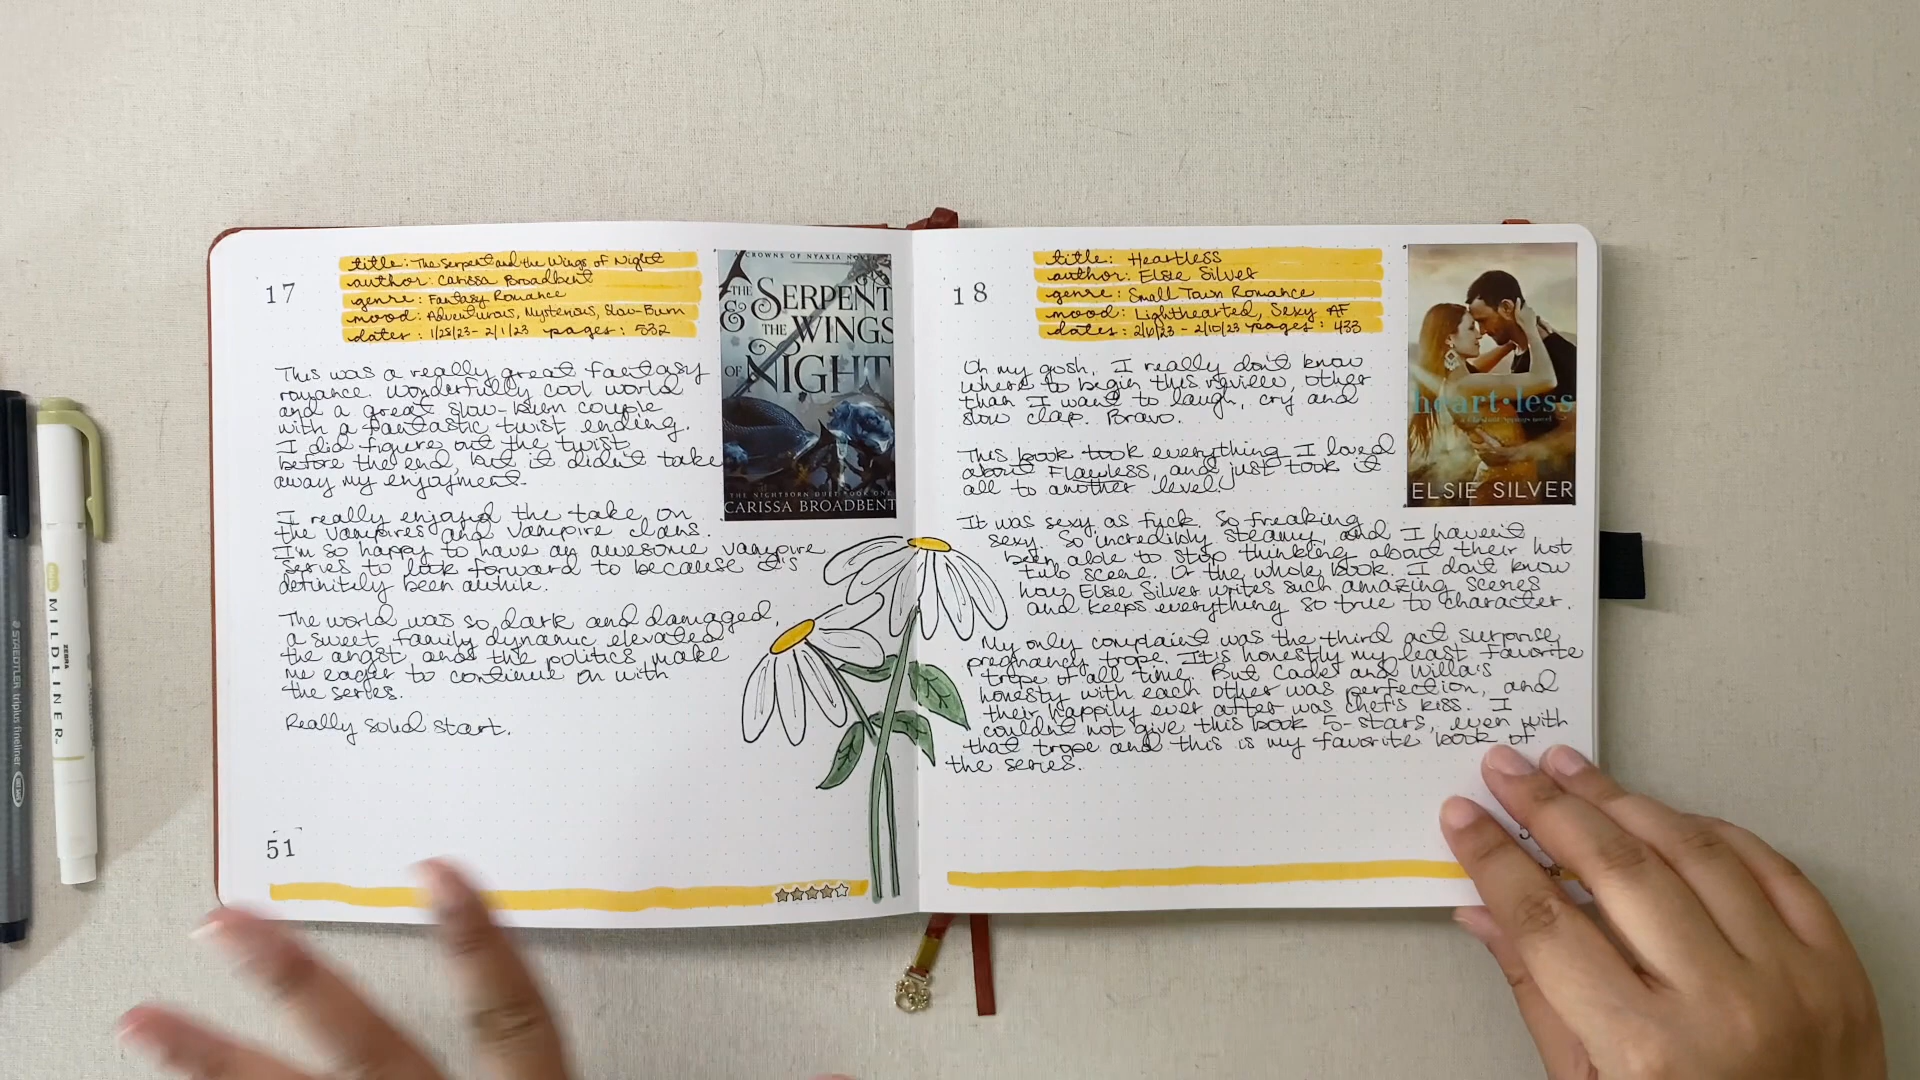 17
title: The Serpent and the Wings of Night
author: Carissa Broadbent
genre: Fantasy Romance
mood: Adventurous, Mysterious, Slow-Burn
dates: 1/28/23 - 2/1/23 pages: 532
A CROWNS OF NYAXIA NOVEL
THE
SERPENT
& THE WINGS
OF NIGHT
THE NIGHTBORN DUET BOOK ONE
CARISSA BROADBENT
This was a really great fantasy
romance. Wonderfully cool world
and a great slow-burn couple
with a fantastic twist ending.
I did figure out the twist
before the end, but it didn't take
away my enjoyment.
I really enjoyed the take on
the vampires and vampire clans.
I'm so happy to have an awesome vampire
series to look forward to because it's
definitely been awhile.
The world was so dark and damaged,
a sweet family dynamic elevated
the angst and the politics make
me eager to continue on with
the series.
Really solid start.
51
18
title: Heartless
author: Elsie Silver
genre: Small Town Romance
mood: Lighthearted, Sexy AF
dates: 2/6/23 - 2/10/23 pages: 433
heart•less
a Chestnut Springs novel
ELSIE SILVER
Oh my gosh. I really don't know
where to begin this review, other
than I want to laugh, cry and
slow clap. Bravo.
This book took everything I loved
about Flawless, and just took it
all to another level.
It was sexy as fuck. So freaking
sexy. So incredibly steamy, and I haven't
been able to stop thinking about their hot
tub scene. Or the whole book. I don't know
how Elsie Silver writes such amazing scenes
and keeps everything so true to character.
My only complaint was the third act surprise
pregnancy trope. It's honestly my least favorite
trope of all time. But Cade and Willa's
honesty with each other was perfection, and
their happily ever after was chef's kiss. I
couldn't not give this book 5-stars, even with
that trope and this is my favorite book of
the series.
STAEDTLER triplus fineliner
ZEBRA
MILDLINER